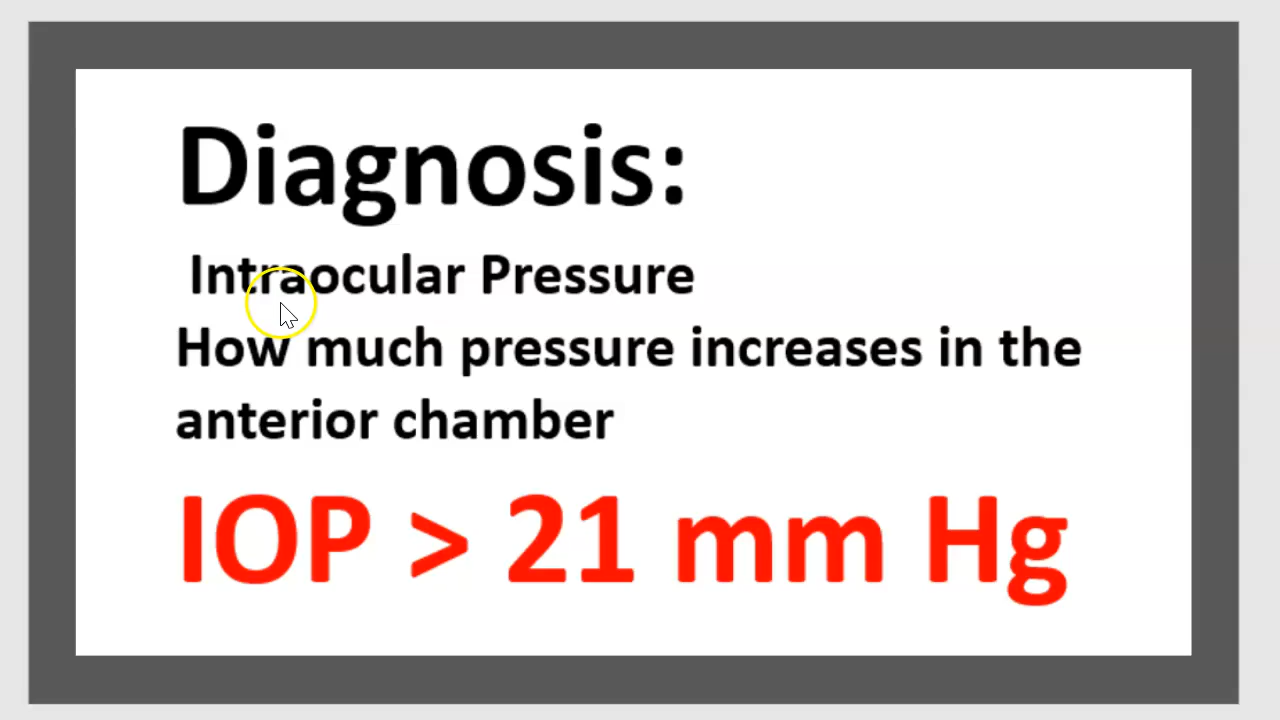 Diagnosis:
Intraocular Pressure
How much pressure increases in the
anterior chamber
IOP > 21 mm Hg